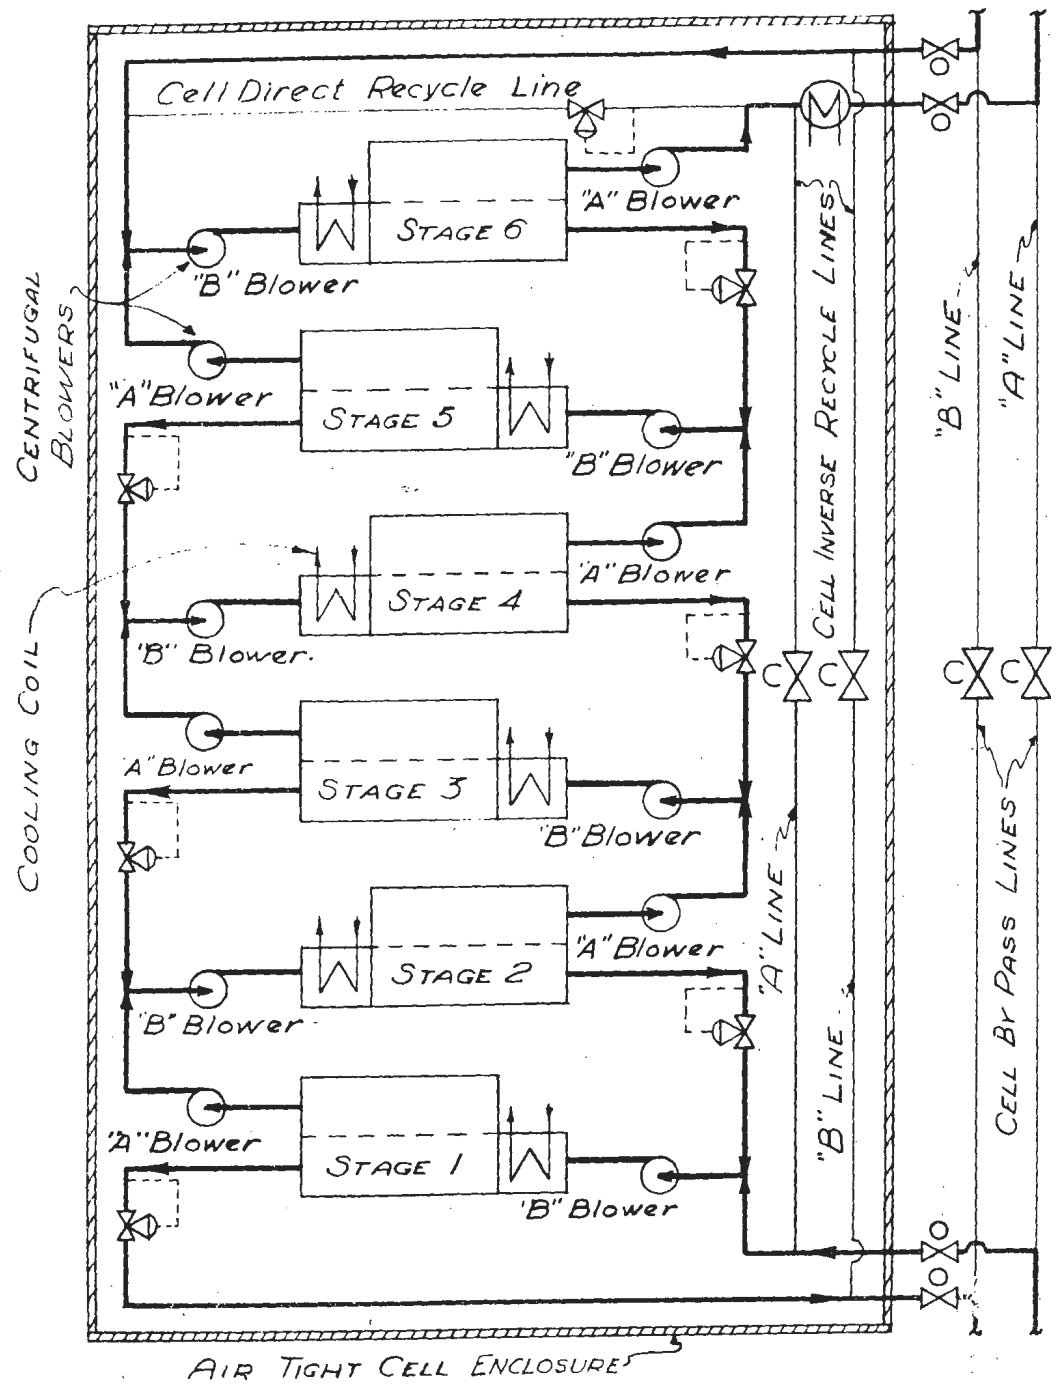 Cell Direct Recycle Line
"A" Blower
STAGE 6
"B" Blower
CENTRIFUGAL
BLOWERS
"A" Blower
STAGE 5
"B" Blower
CELL INVERSE RECYCLE LINES
"B" LINE
"A" LINE
"A" Blower
STAGE 4
"B" Blower.
COOLING COIL
C
C
C
C
A" Blower
STAGE 3
"B" Blower
"A" Blower
STAGE 2
"B" Blower
"A" LINE
"B" LINE
CELL BY PASS LINES
"A" Blower
STAGE 1
"B" Blower
O
O
O
O
AIR TIGHT CELL ENCLOSURE